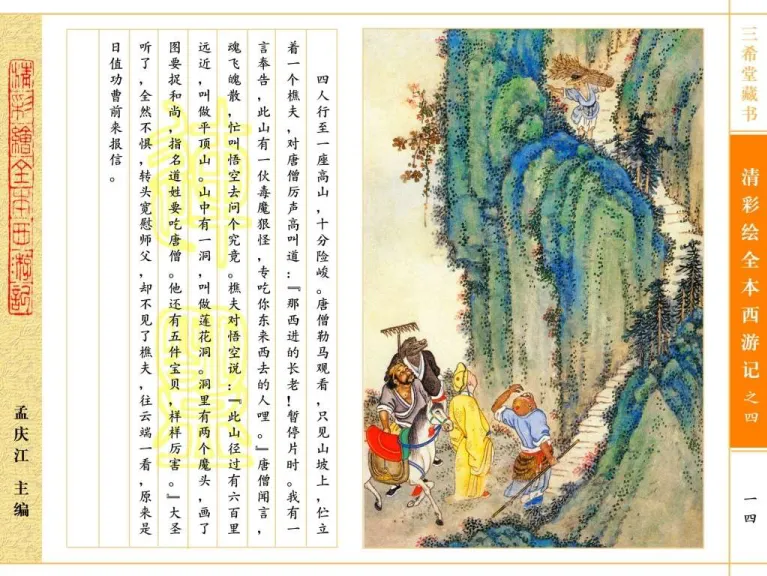 三希堂藏书
清彩绘全本西游记之四
一四
四人行至一座高山，十分险峻。唐僧勒马观看，只见山坡上，伫立
着一个樵夫，对唐僧厉声高叫道：『那西进的长老！暂停片时。我有一
言奉告，此山有一伙毒魔狠怪，专吃你东来西去的人哩。』唐僧闻言，
魂飞魄散，忙叫悟空去问个究竟。樵夫对悟空说：『此山径过有六百里
远近，叫做平顶山。山中有一洞，叫做莲花洞。洞里有两个魔头，画了
图要捉和尚，指名道姓要吃唐僧。他还有五件宝贝，样样厉害。』大圣
听了，全然不惧，转头宽慰师父，却不见了樵夫，往云端一看，原来是
日值功曹前来报信。
清彩繪全本西游記
孟庆江 主编